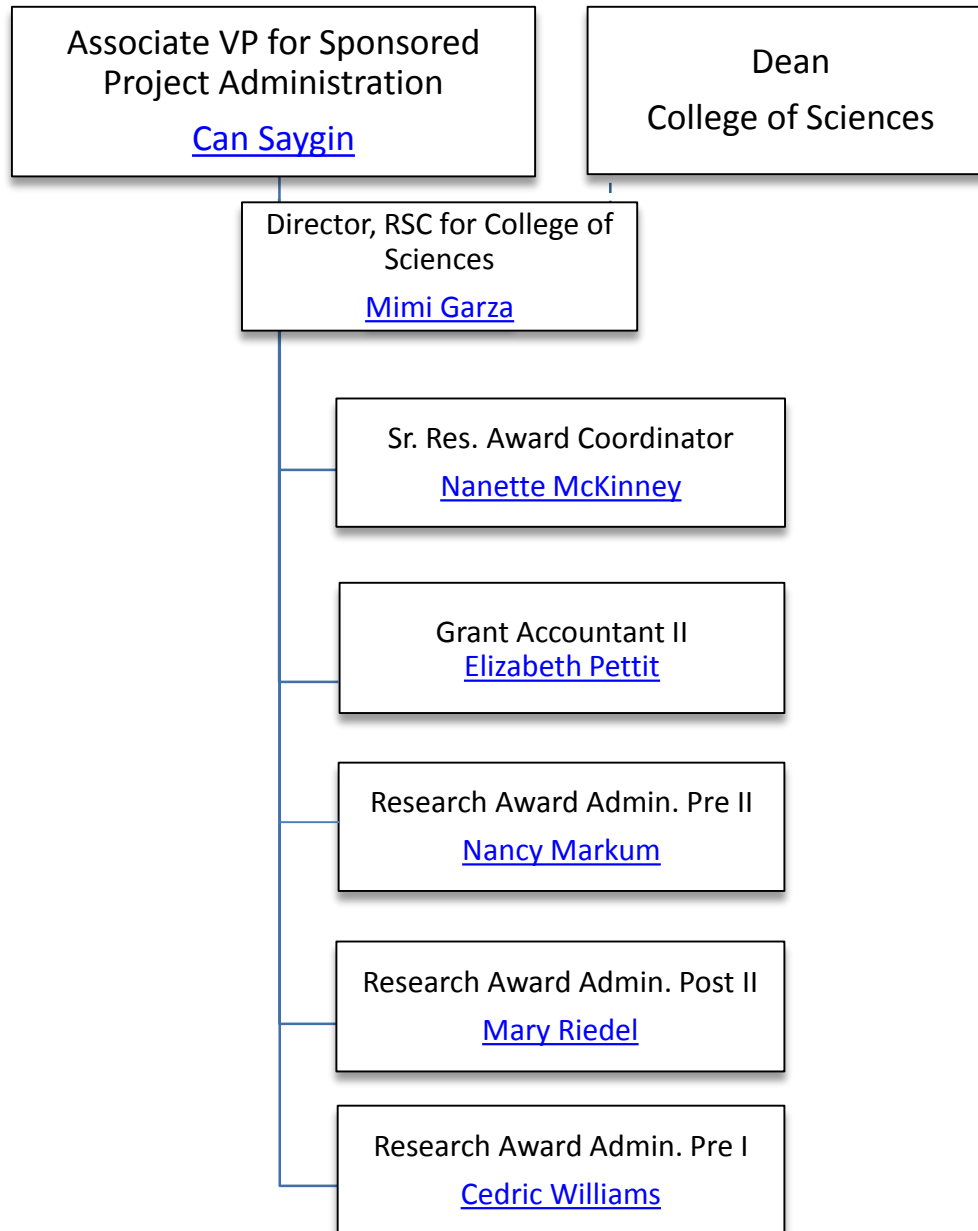 Associate VP for Sponsored
Project Administration
Can Saygin
Dean
College of Sciences
Director, RSC for College of
Sciences
Mimi Garza
Sr. Res. Award Coordinator
Nanette McKinney
Grant Accountant II
Elizabeth Pettit
Research Award Admin. Pre II
Nancy Markum
Research Award Admin. Post II
Mary Riedel
Research Award Admin. Pre I
Cedric Williams